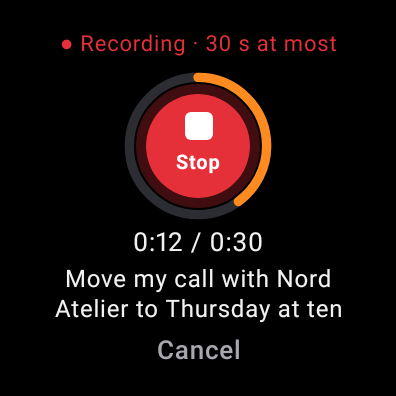 Recording · 30 s at most
Stop
0:12 / 0:30
Move my call with Nord
Atelier to Thursday at ten
Cancel